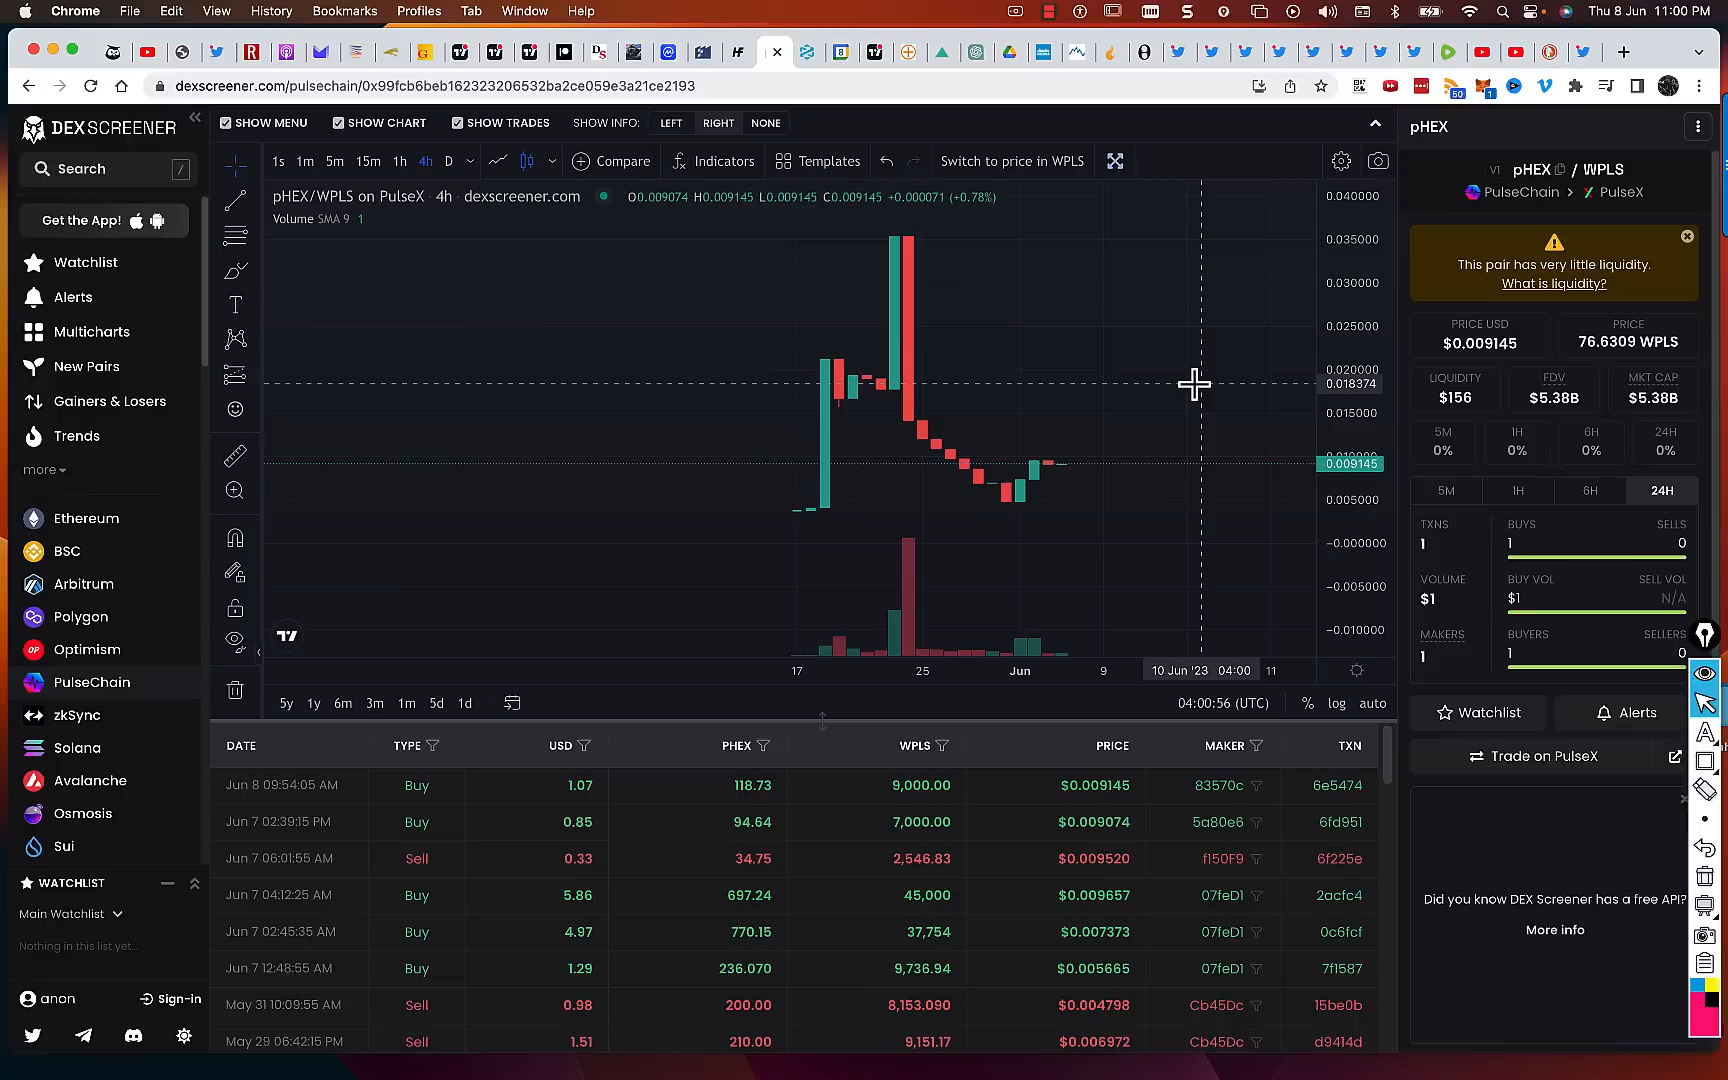 Chrome File Edit View History Bookmarks Profiles Tab Window Help Thu 8 Jun 11:00 PM
dexscreener.com/pulsechain/0x99fcb6beb162323206532ba2ce059e3a21ce2193
50 1
DEX SCREENER
Search /
Get the App!
Watchlist
Alerts
Multicharts
New Pairs
Gainers & Losers
Trends
more
Ethereum
BSC
Arbitrum
Polygon
OP Optimism
PulseChain
zkSync
Solana
Avalanche
Osmosis
Sui
WATCHLIST
Main Watchlist
Nothing in this list yet...
anon Sign-in
SHOW MENU SHOW CHART SHOW TRADES SHOW INFO: LEFT RIGHT NONE
1s 1m 5m 15m 1h 4h D Compare Indicators Templates Switch to price in WPLS
pHEX/WPLS on PulseX · 4h · dexscreener.com O0.009074 H0.009145 L0.009145 C0.009145 +0.000071 (+0.78%)
Volume SMA 9 1
0.040000
0.035000
0.030000
0.025000
0.020000
0.018374
0.015000
0.009145
0.005000
−0.000000
−0.005000
−0.010000
17 25 Jun 9 10 Jun '23 04:00 11
5y 1y 6m 3m 1m 5d 1d 04:00:56 (UTC) % log auto
DATE TYPE USD PHEX WPLS PRICE MAKER TXN
Jun 8 09:54:05 AM Buy 1.07 118.73 9,000.00 $0.009145 83570c 6e5474
Jun 7 02:39:15 PM Buy 0.85 94.64 7,000.00 $0.009074 5a80e6 6fd951
Jun 7 06:01:55 AM Sell 0.33 34.75 2,546.83 $0.009520 f150F9 6f225e
Jun 7 04:12:25 AM Buy 5.86 697.24 45,000 $0.009657 07feD1 2acfc4
Jun 7 02:45:35 AM Buy 4.97 770.15 37,754 $0.007373 07feD1 0c6fcf
Jun 7 12:48:55 AM Buy 1.29 236.070 9,736.94 $0.005665 07feD1 7f1587
May 31 10:09:55 AM Sell 0.98 200.00 8,153.090 $0.004798 Cb45Dc 15be0b
May 29 06:42:15 PM Sell 1.51 210.00 9,151.17 $0.006972 Cb45Dc d9414d
pHEX
V1 pHEX / WPLS
PulseChain > PulseX
This pair has very little liquidity.
What is liquidity?
PRICE USD PRICE
$0.009145 76.6309 WPLS
LIQUIDITY FDV MKT CAP
$156 $5.38B $5.38B
5M 1H 6H 24H
0% 0% 0% 0%
5M 1H 6H 24H
TXNS BUYS SELLS
1 1 0
VOLUME BUY VOL SELL VOL
$1 $1 N/A
MAKERS BUYERS SELLERS
1 1 0
Watchlist Alerts
Trade on PulseX
Did you know DEX Screener has a free API?
More info